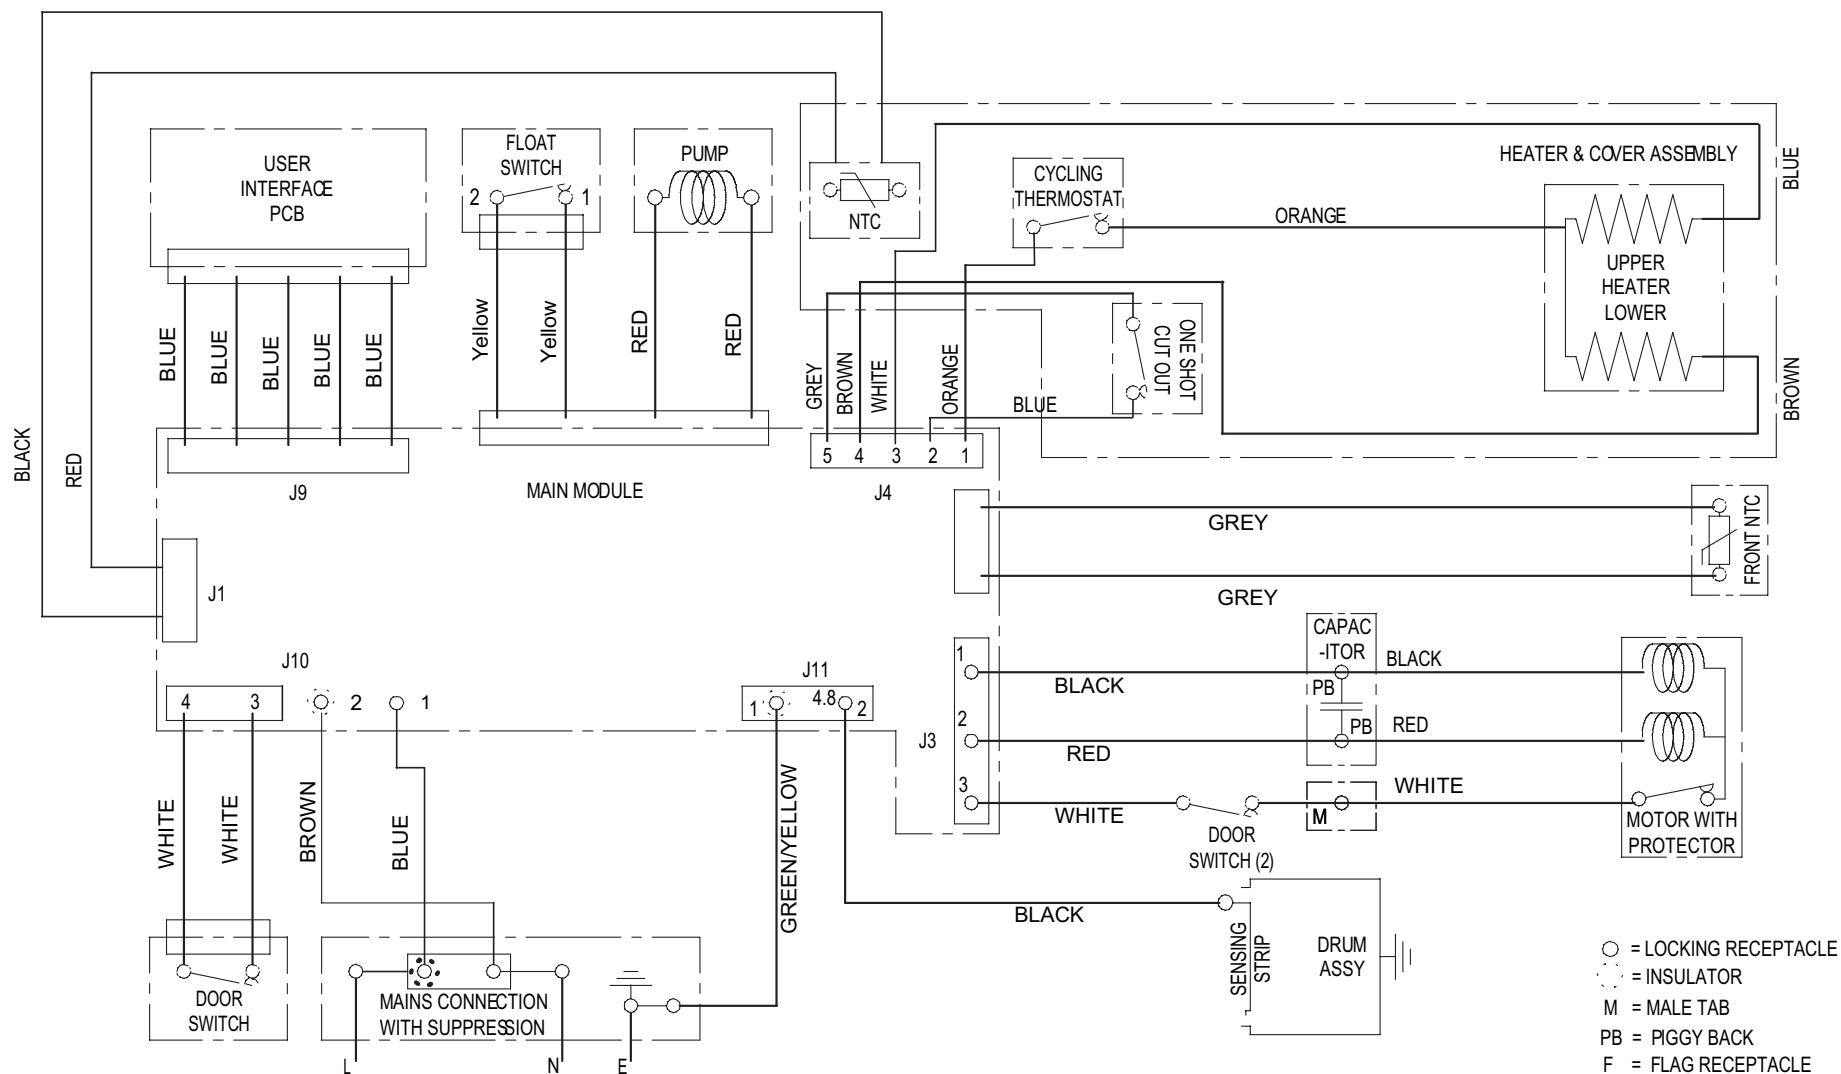 USER
INTERFACE
PCB
FLOAT
SWITCH
2
1
PUMP
NTC
CYCLING
THERMOSTAT
ORANGE
HEATER & COVER ASSEMBLY
BLUE
UPPER
HEATER
LOWER
BROWN
BLUE
BLUE
BLUE
BLUE
BLUE
Yellow
Yellow
RED
RED
GREY
BROWN
WHITE
ORANGE
BLUE
ONE SHOT
CUT OUT
BLACK
RED
5
4
3
2
1
J9
MAIN MODULE
J4
GREY
GREY
FRONT NTC
J1
J10
4
3
2
1
J11
1
4.8
2
J3
1
2
3
BLACK
RED
WHITE
CAPAC
-ITOR
PB
PB
BLACK
RED
WHITE
M
DOOR
SWITCH (2)
MOTOR WITH
PROTECTOR
WHITE
WHITE
BROWN
BLUE
GREEN/YELLOW
BLACK
SENSING
STRIP
DRUM
ASSY
DOOR
SWITCH
MAINS CONNECTION
WITH SUPPRESSION
L
N
E
= LOCKING RECEPTACLE
= INSULATOR
M = MALE TAB
PB = PIGGY BACK
F = FLAG RECEPTACLE